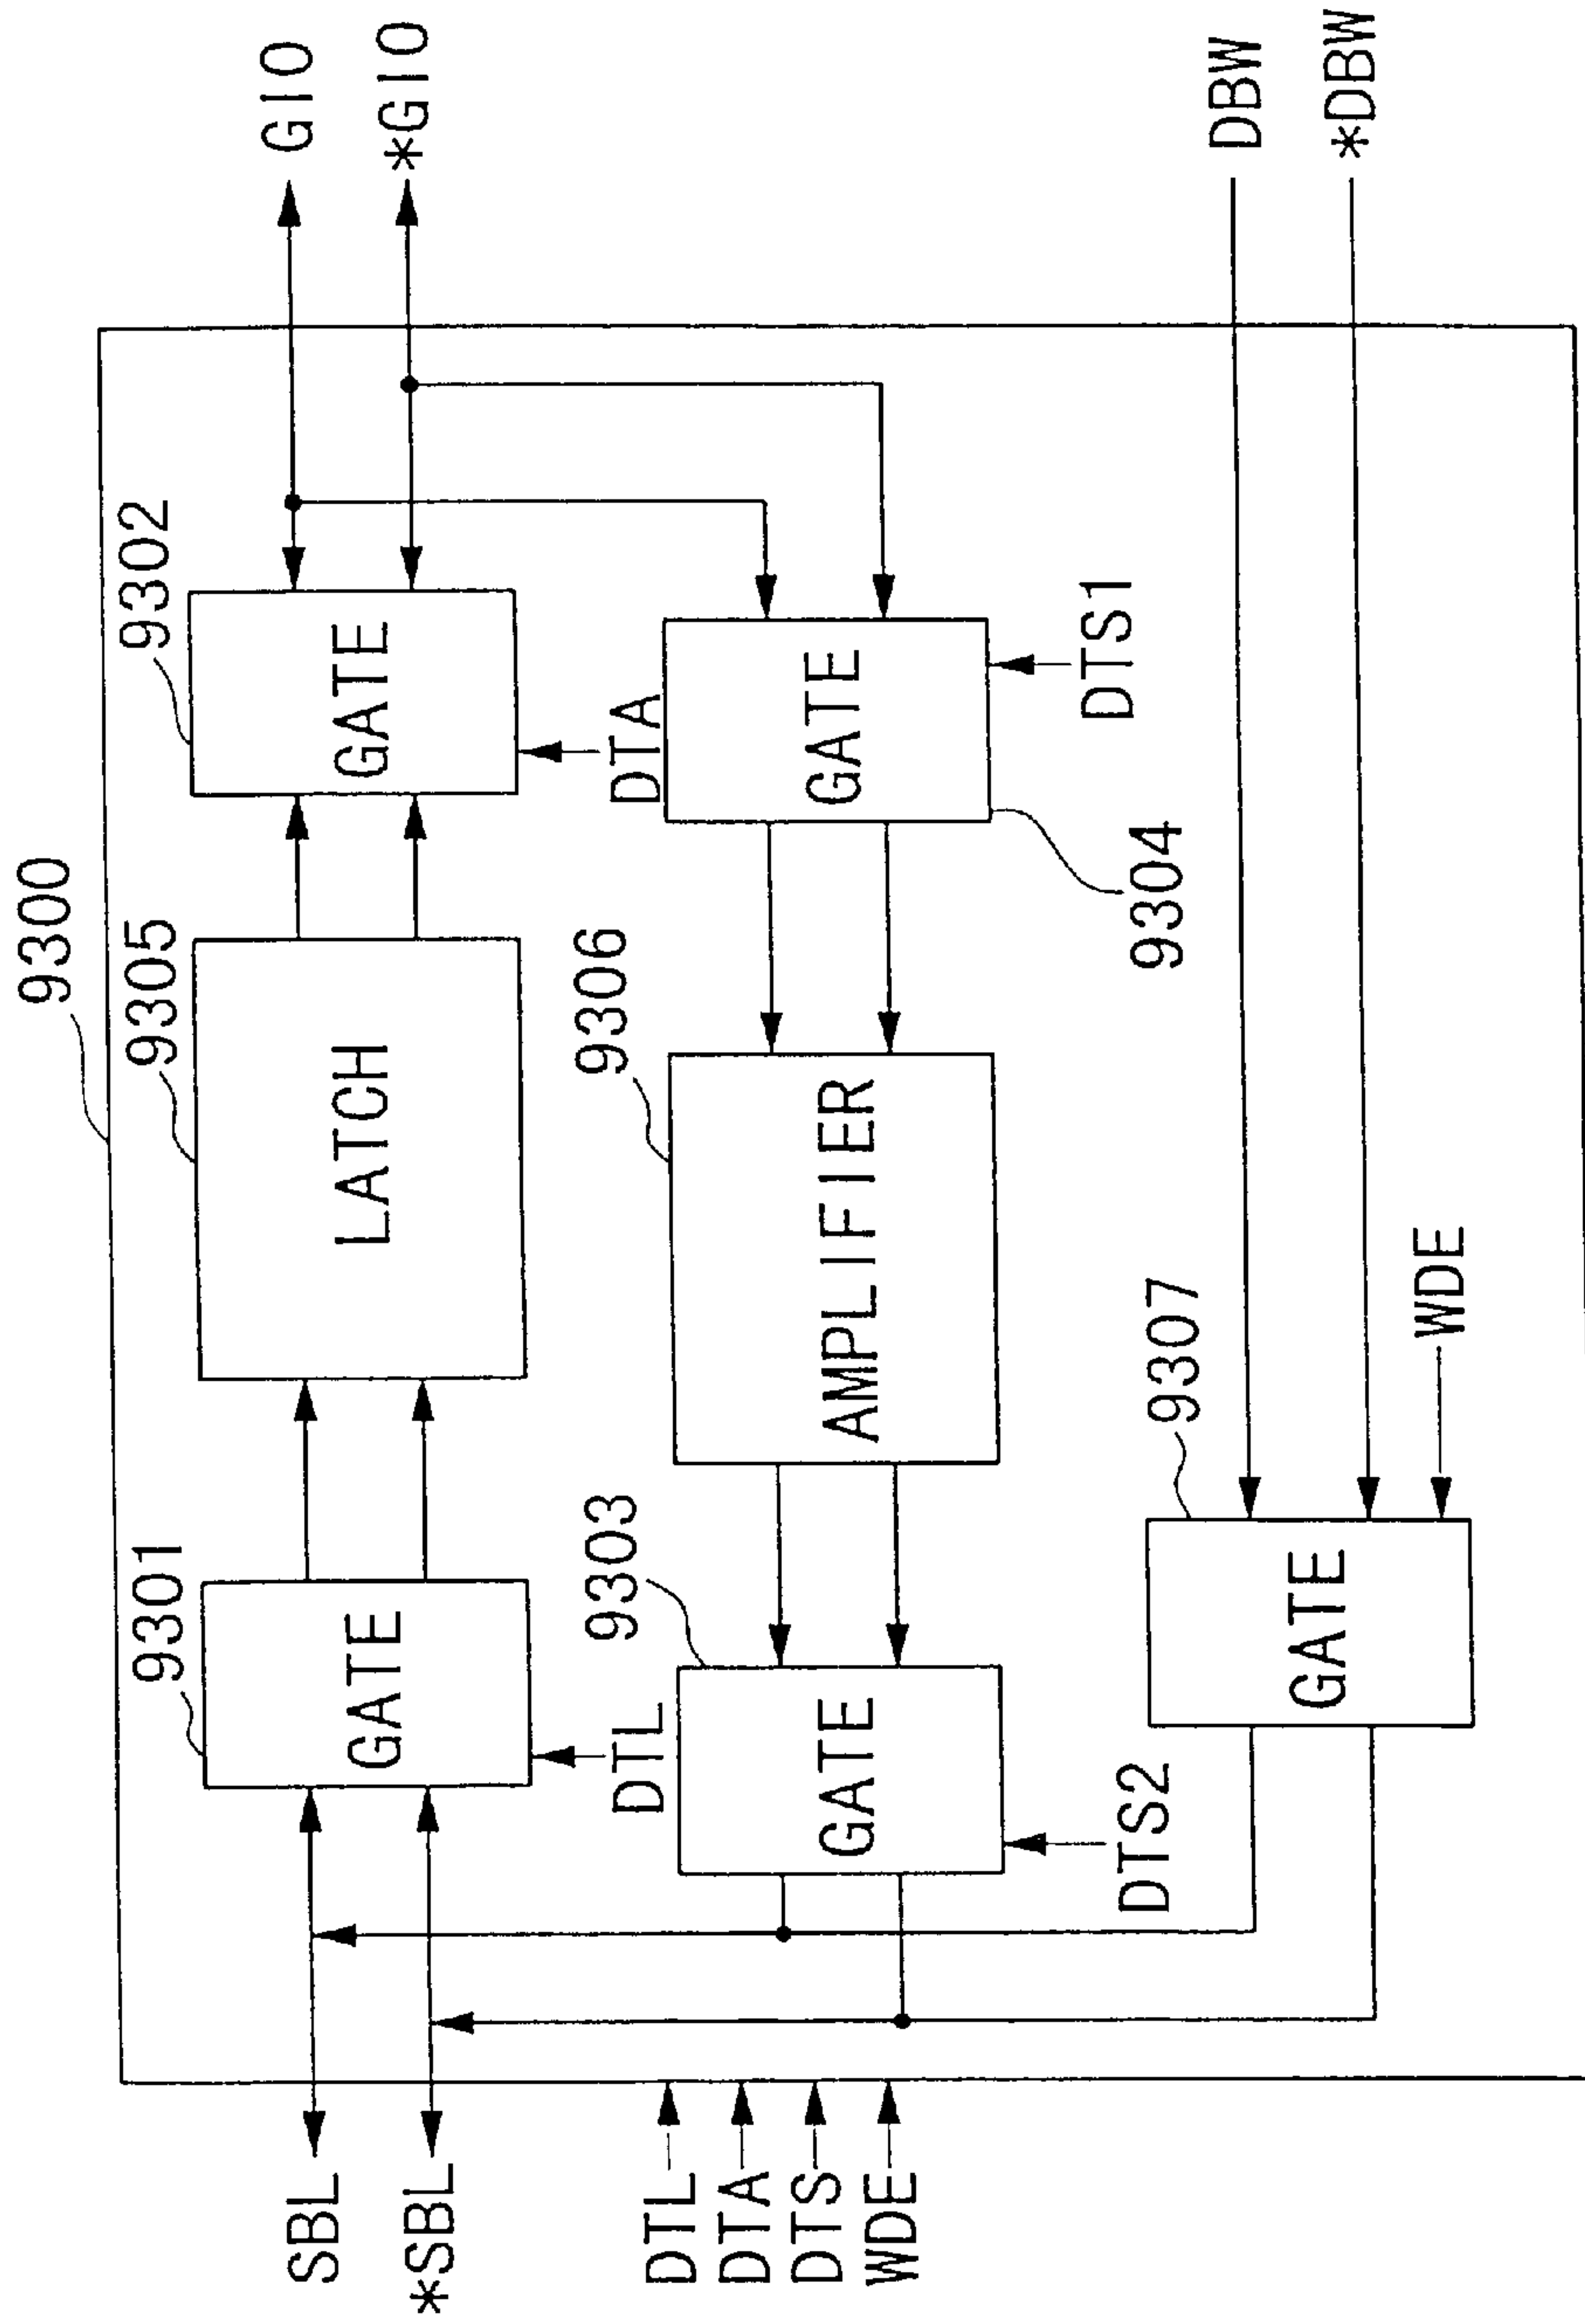 9300
SBL
*SBL
GIO
*GIO
9301
GATE
DTL
9305
LATCH
9302
GATE
DTA
9303
GATE
DTS2
9306
AMPLIFIER
9304
GATE
DTS1
DTL
DTA
DTS
WDE
9307
GATE
WDE
DBW
*DBW